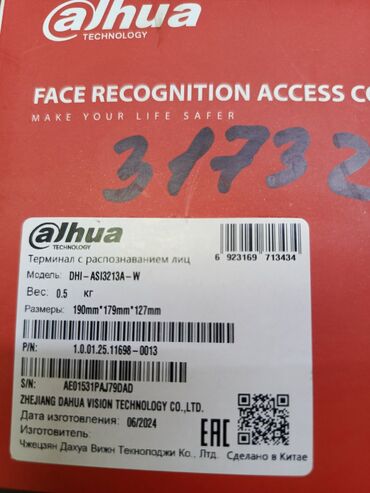 alhua
TECHNOLOGY
FACE RECOGNITION ACCESS CO
MAKE YOUR LIFE SAFER
31732
alhua
TECHNOLOGY
6 923169 713434
Терминал с распознаванием лиц
Модель: DHI-ASI3213A-W
Вес: 0.5 кг
Размеры: 190mm*179mm*127mm
P/N: 1.0.01.25.11698-0013
S/N: AE01531PAJ79DAD
ZHEJIANG DAHUA VISION TECHNOLOGY CO.,LTD.
Дата изготовления: 06/2024
Изготовитель:
EAC
Чжецзян Дахуа Вижн Текнолоджи Ко., Лтд. Сделано в Китае